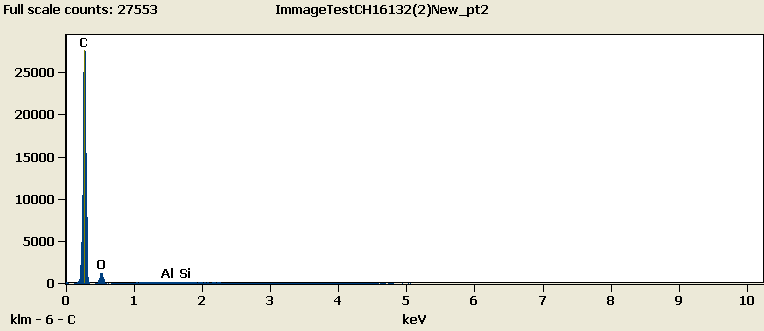 Full scale counts: 27553 ImmageTestCH16132(2)New_pt2
C
25000
20000
15000
10000
5000
O
Al Si
0
0 1 2 3 4 5 6 7 8 9 10
klm - 6 - C keV